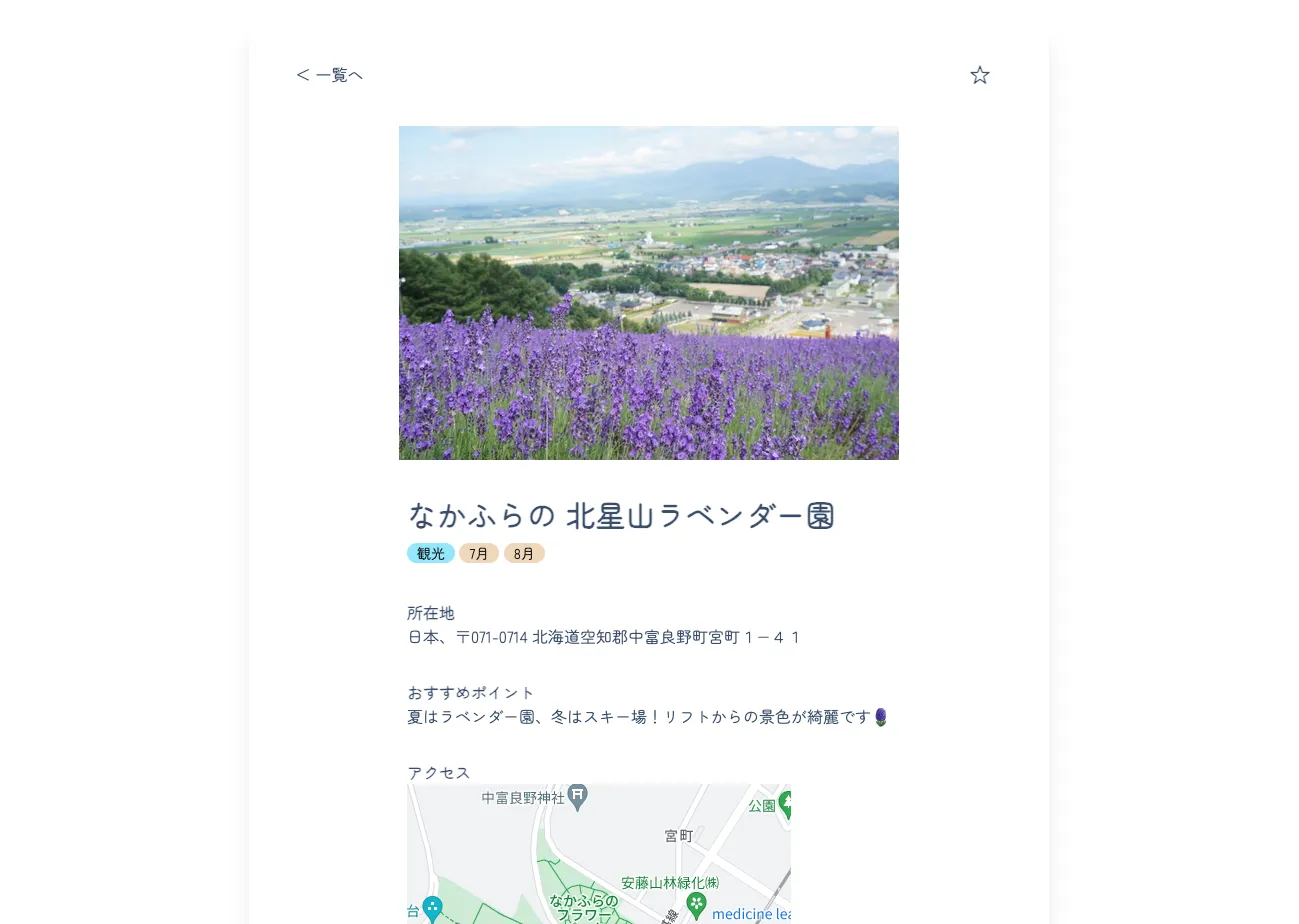 < 一覧へ
なかふらの 北星山ラベンダー園
観光 7月 8月
所在地
日本、〒071-0714 北海道空知郡中富良野町宮町１−４１
おすすめポイント
夏はラベンダー園、冬はスキー場！リフトからの景色が綺麗です🪻
アクセス
中富良野神社
公園
宮町
安藤山林緑化㈱
なかふらの
フラワー
台
線
medicine lea